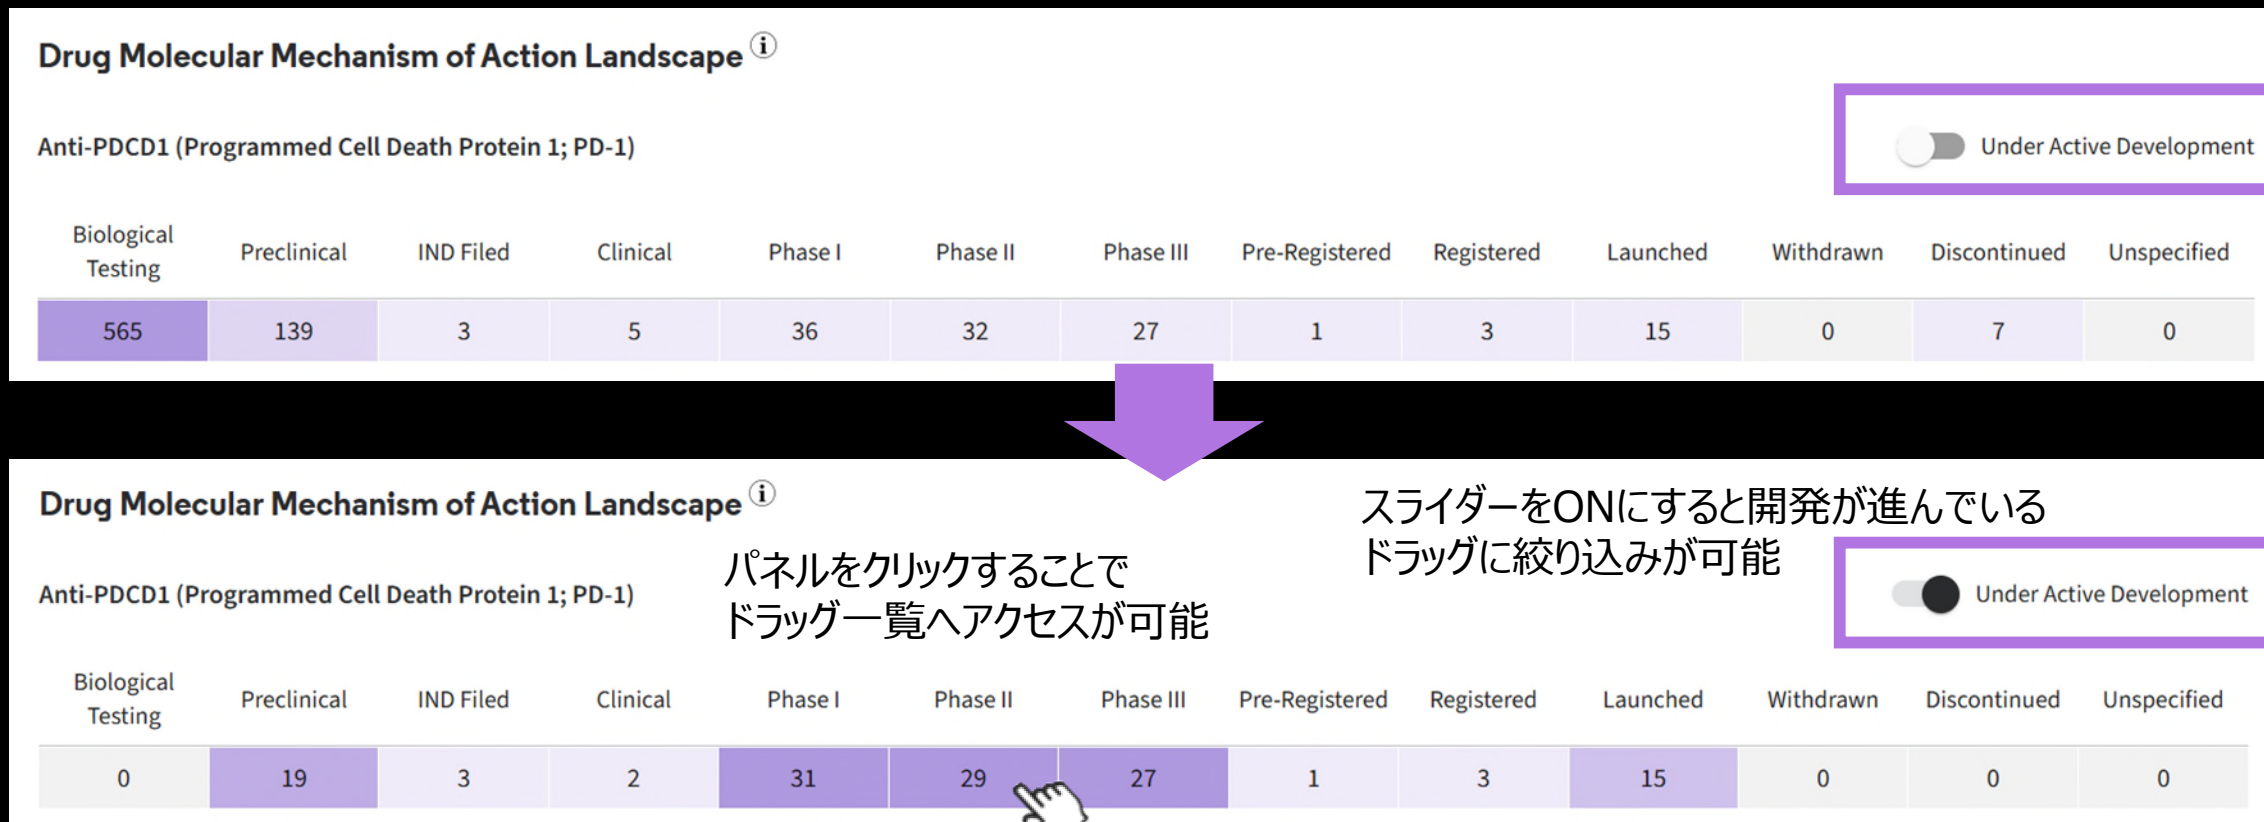 Drug Molecular Mechanism of Action Landscape i
Anti-PDCD1 (Programmed Cell Death Protein 1; PD-1)
Under Active Development
Biological Testing Preclinical IND Filed Clinical Phase I Phase II Phase III Pre-Registered Registered Launched Withdrawn Discontinued Unspecified
565 139 3 5 36 32 27 1 3 15 0 7 0
Drug Molecular Mechanism of Action Landscape i
スライダーをONにすると開発が進んでいる
ドラッグに絞り込みが可能
パネルをクリックすることで
ドラッグ一覧へアクセスが可能
Anti-PDCD1 (Programmed Cell Death Protein 1; PD-1)
Under Active Development
Biological Testing Preclinical IND Filed Clinical Phase I Phase II Phase III Pre-Registered Registered Launched Withdrawn Discontinued Unspecified
0 19 3 2 31 29 27 1 3 15 0 0 0